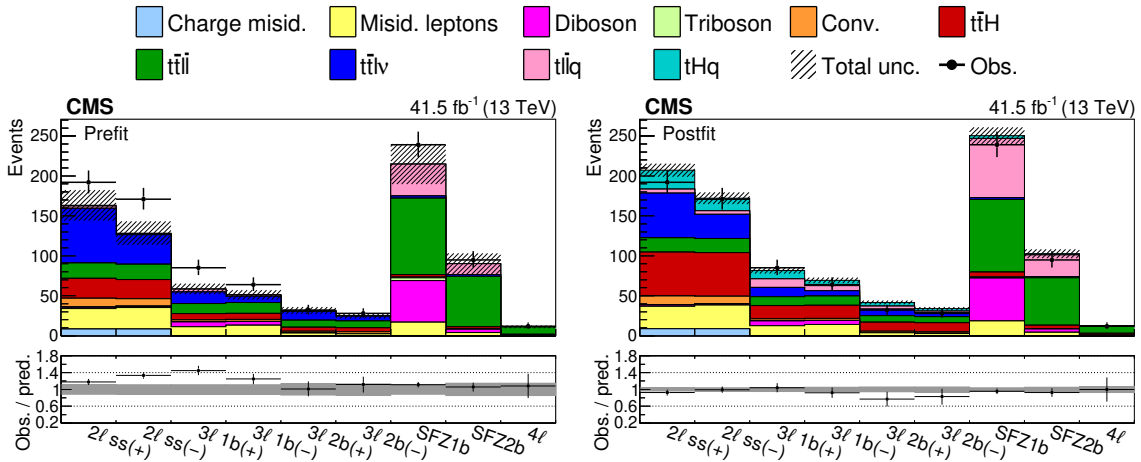 Charge misid. Misid. leptons Diboson Triboson Conv. tt̄H
tt̄ll̄ tt̄lν tll̄q tHq Total unc. Obs.
CMS 41.5 fb⁻¹ (13 TeV)
Prefit
Events
250
200
150
100
50
0
Obs. / pred.
1.8
1.4
1
0.6
0.2
2ℓ ss(+) 2ℓ ss(−) 3ℓ 1b(+) 3ℓ 1b(−) 3ℓ 2b(+) 3ℓ 2b(−) SFZ1b SFZ2b 4ℓ
CMS 41.5 fb⁻¹ (13 TeV)
Postfit
Events
250
200
150
100
50
0
Obs. / pred.
1.8
1.4
1
0.6
0.2
2ℓ ss(+) 2ℓ ss(−) 3ℓ 1b(+) 3ℓ 1b(−) 3ℓ 2b(+) 3ℓ 2b(−) SFZ1b SFZ2b 4ℓ